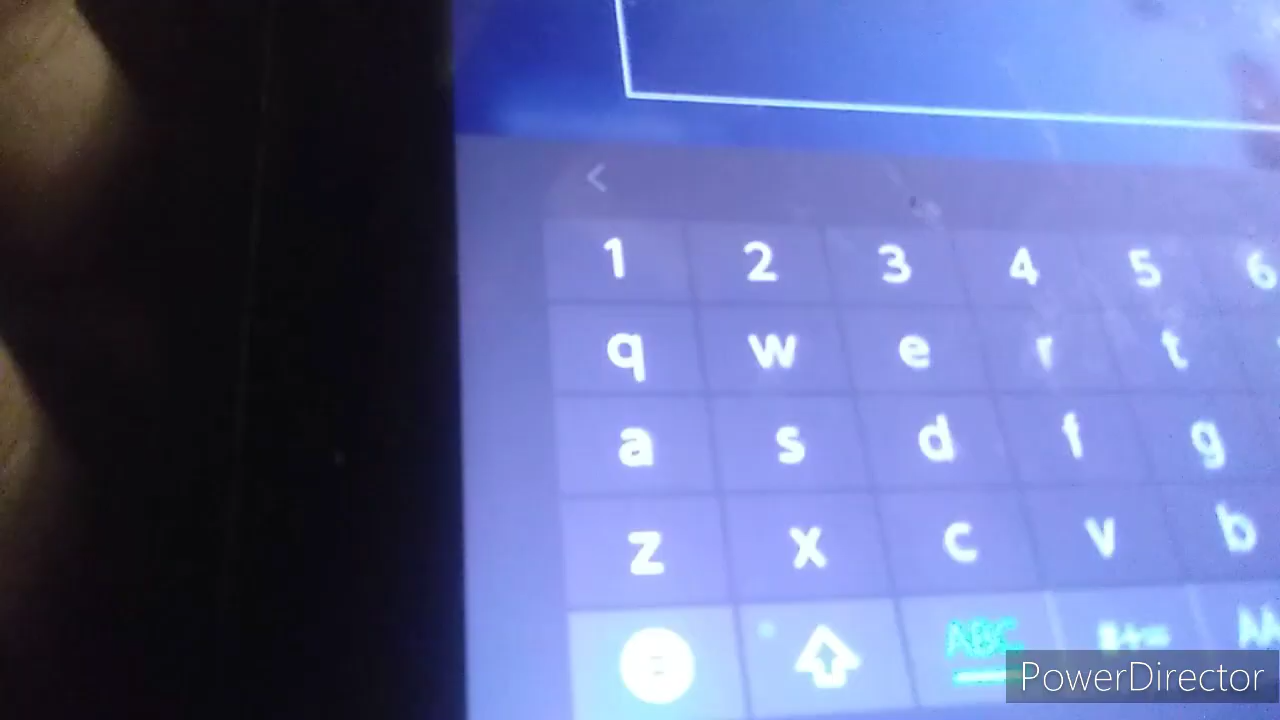 <
1 2 3 4 5 6
q w e r t
a s d f g
z x c v b
ABC #+=
PowerDirector